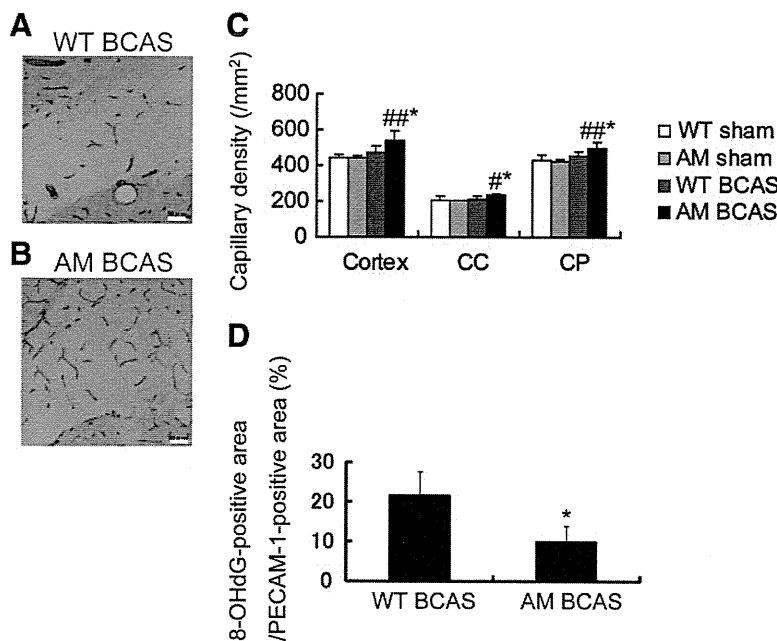 A
WT BCAS
B
AM BCAS
C
Capillary density (/mm²)
800
600
400
200
0
##*
#*
##*
Cortex
CC
CP
WT sham
AM sham
WT BCAS
AM BCAS
D
8-OHdG-positive area
/PECAM-1-positive area (%)
30
20
10
0
*
WT BCAS
AM BCAS